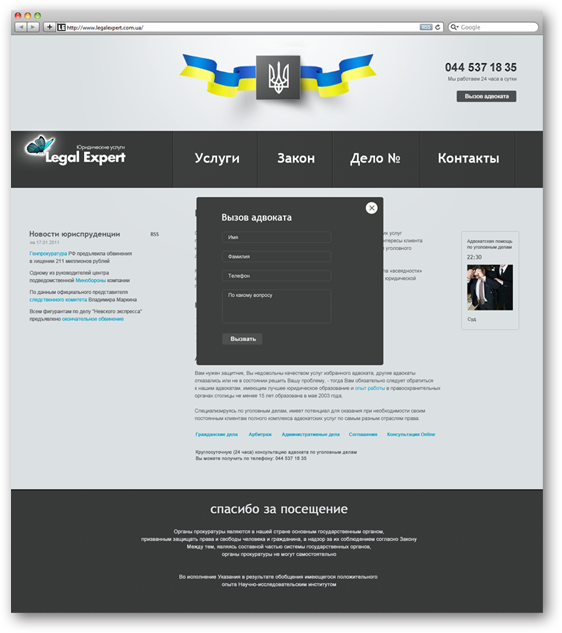 http://www.legalexpert.com.ua/
Google
044 537 18 35
Мы работаем 24 часа в сутки
Вызов адвоката
Юридические услуги
Legal Expert
Услуги
Закон
Дело №
Контакты
Новости юриспруденции
RSS
на 17.01.2011
Генпрокуратура РФ предъявила обвинения
в хищении 211 миллионов рублей
Одному из руководителей центра
подведомственной Минобороны компании
По данным официального представителя
следственного комитета Владимира Маркина
Всем фигурантам по делу "Невского экспресса"
предъявлено окончательное обвинение
Вызов адвоката
Имя
Фамилия
Телефон
По какому вопросу
Вызвать
услуг
интересы клиента
уголовного
юридической
Адвокатская помощь
по уголовным делам
22:30
Суд
Вам нужен защитник, Вы недовольны качеством услуг избранного адвоката, другие адвокаты
отказались или не в состоянии решить Вашу проблему, - тогда Вам обязательно следует обратиться
к нашим адвокатам, имеющим лучшее юридическое образование и опыт работы в правоохранительных
органах столицы не менее 15 лет образована в мае 2003 года.
Специализируясь по уголовным делам, имеют потенциал для оказания при необходимости своим
постоянным клиентам полного комплекса адвокатских услуг по самым разным отраслям права.
Гражданские дела
Арбитраж
Административные дела
Соглашения
Консультация Online
Круглосуточную (24 часа) консультацию адвоката по уголовным делам
Вы можете получить по телефону: 044 537 18 35
спасибо за посещение
Органы прокуратуры являются в нашей стране основным государственным органом,
призванным защищать права и свободы человека и гражданина, а надзор за их соблюдением согласно Закону
Между тем, являясь составной частью системы государственных органов,
органы прокуратуры не могут самостоятельно
Во исполнение Указания в результате обобщения имеющегося положительного
опыта Научно-исследовательским институтом